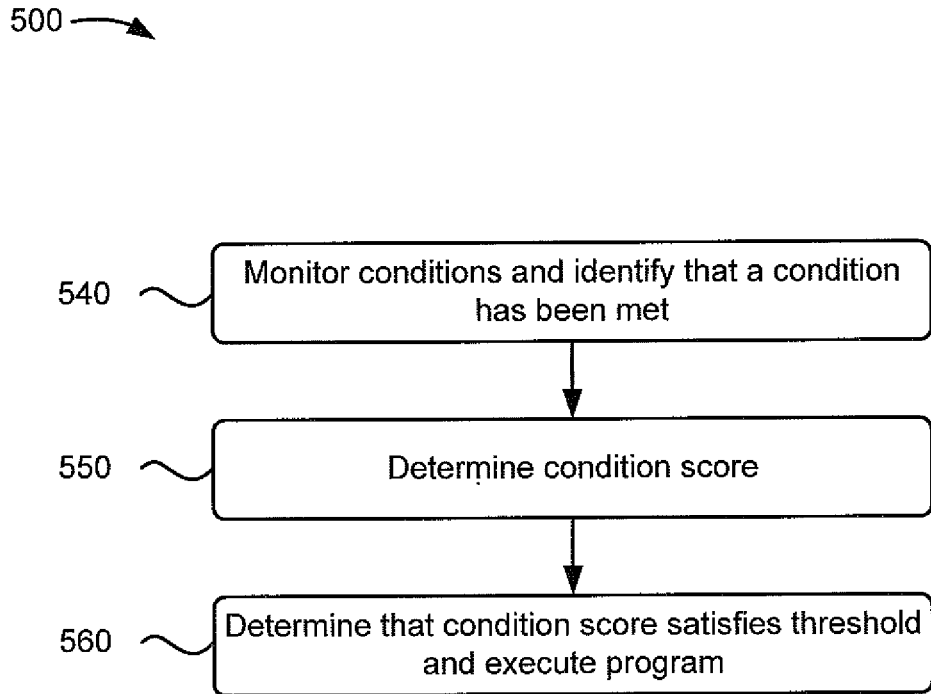 500
540
Monitor conditions and identify that a condition
has been met
550
Determine condition score
560
Determine that condition score satisfies threshold
and execute program